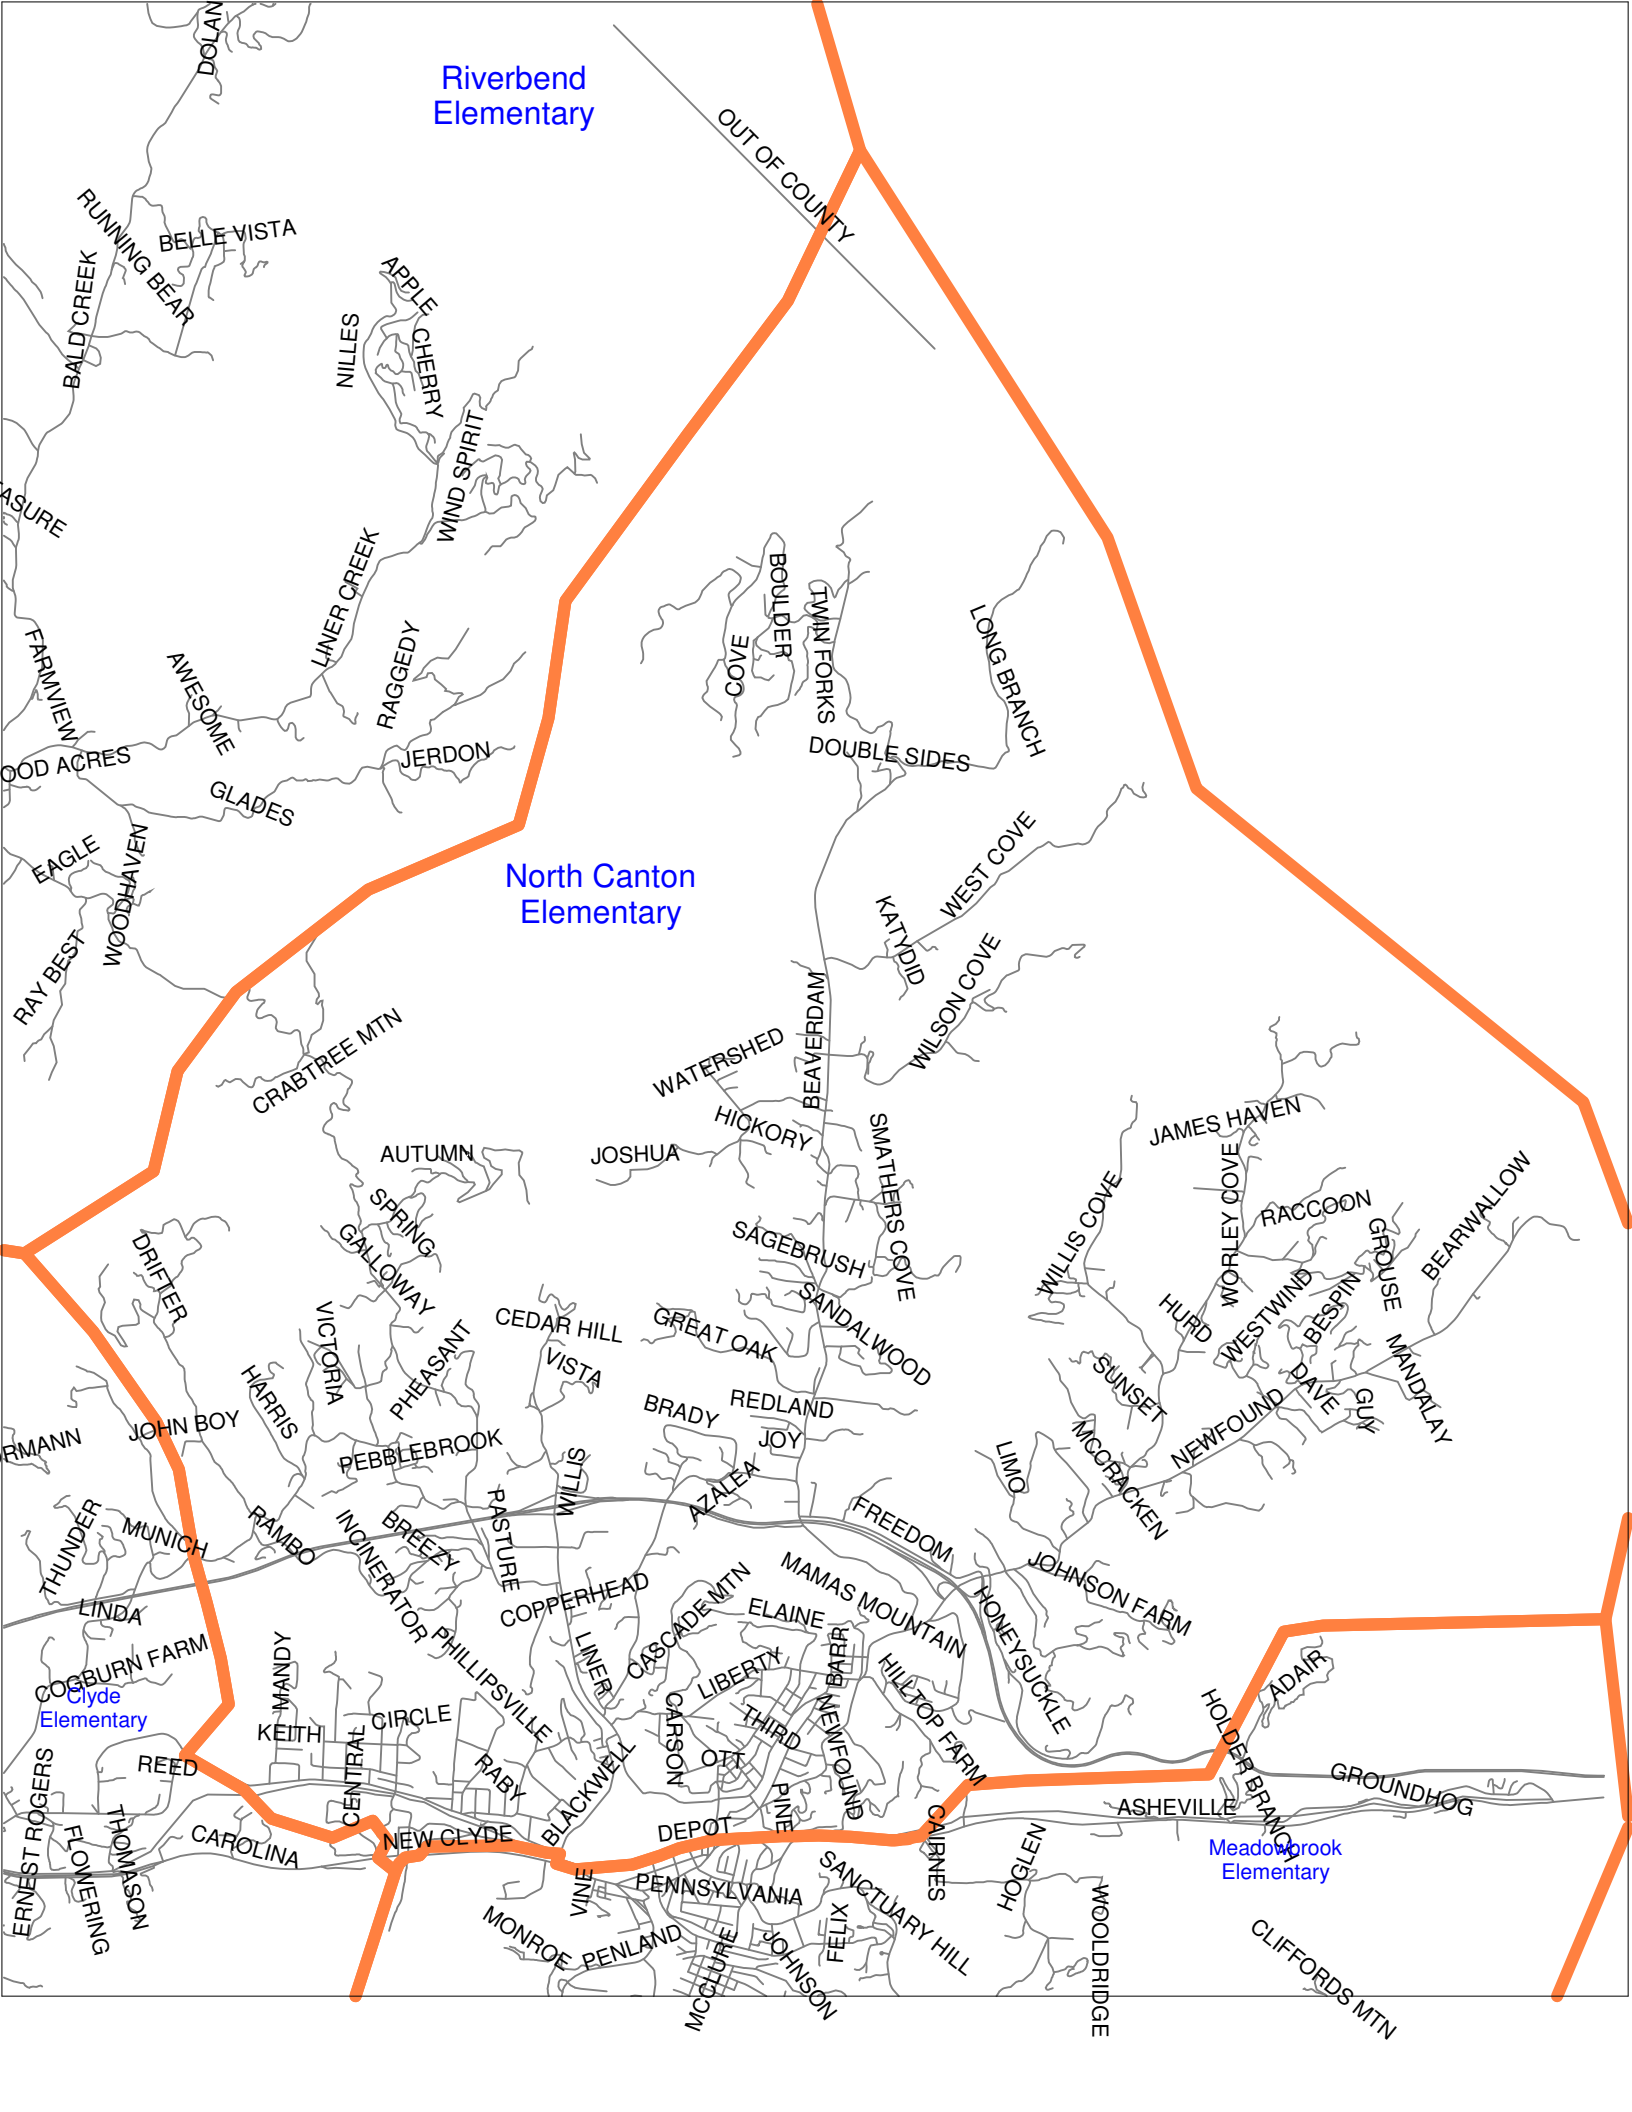 DOLAN
Riverbend
Elementary
OUT OF COUNTY
RUNNING BEAR
BELLE VISTA
BALD CREEK
APPLE
NILLES
CHERRY
WIND SPIRIT
ASURE
LINER CREEK
BOULDER
TWIN FORKS
COVE
LONG BRANCH
FARMVIEW
AWESOME
RAGGEDY
OOD ACRES
JERDON
DOUBLE SIDES
GLADES
EAGLE
WOODHAVEN
North Canton
Elementary
WEST COVE
KATYDID
RAY BEST
WILSON COVE
BEAVERDAM
CRABTREE MTN
WATERSHED
HICKORY
JAMES HAVEN
AUTUMN
JOSHUA
SMATHERS COVE
SPRING
GALLOWAY
WILLIS COVE
WORLEY COVE
RACCOON
GROUSE
BEARWALLOW
DRIFTER
SAGEBRUSH
SANDALWOOD
VICTORIA
CEDAR HILL
GREAT OAK
HURD
WESTWIND
BESPIN
PHEASANT
VISTA
HARRIS
SUNSET
DAVE
GUY
MANDALAY
JOHN BOY
BRADY
REDLAND
JOY
RMANN
PEBBLEBROOK
LIMO
MCCRACKEN
NEWFOUND
WILLIS
AZALEA
THUNDER
MUNICH
RAMBO
INCINERATOR
BREEZY
PASTURE
FREEDOM
LINDA
COPPERHEAD
CASCADE MTN
MAMAS MOUNTAIN
ELAINE
JOHNSON FARM
HONEYSUCKLE
COGBURN FARM
Clyde
Elementary
MANDY
PHILLIPSVILLE
LINER
LIBERTY
BARR
HILLTOP FARM
HOLDER BRANCH
ADAIR
KEITH
CENTRAL
CIRCLE
CARSON
THIRD
NEWFOUND
REED
RABY
BLACKWELL
OTT
PINE
GROUNDHOG
ERNEST ROGERS
FLOWERING
THOMASON
CAROLINA
NEW CLYDE
DEPOT
CAIRNES
ASHEVILLE
Meadowbrook
Elementary
VINE
PENNSYLVANIA
SANCTUARY HILL
HOGLEN
WOOLDRIDGE
MONROE
PENLAND
MCCLURE
JOHNSON
FELIX
CLIFFORDS MTN